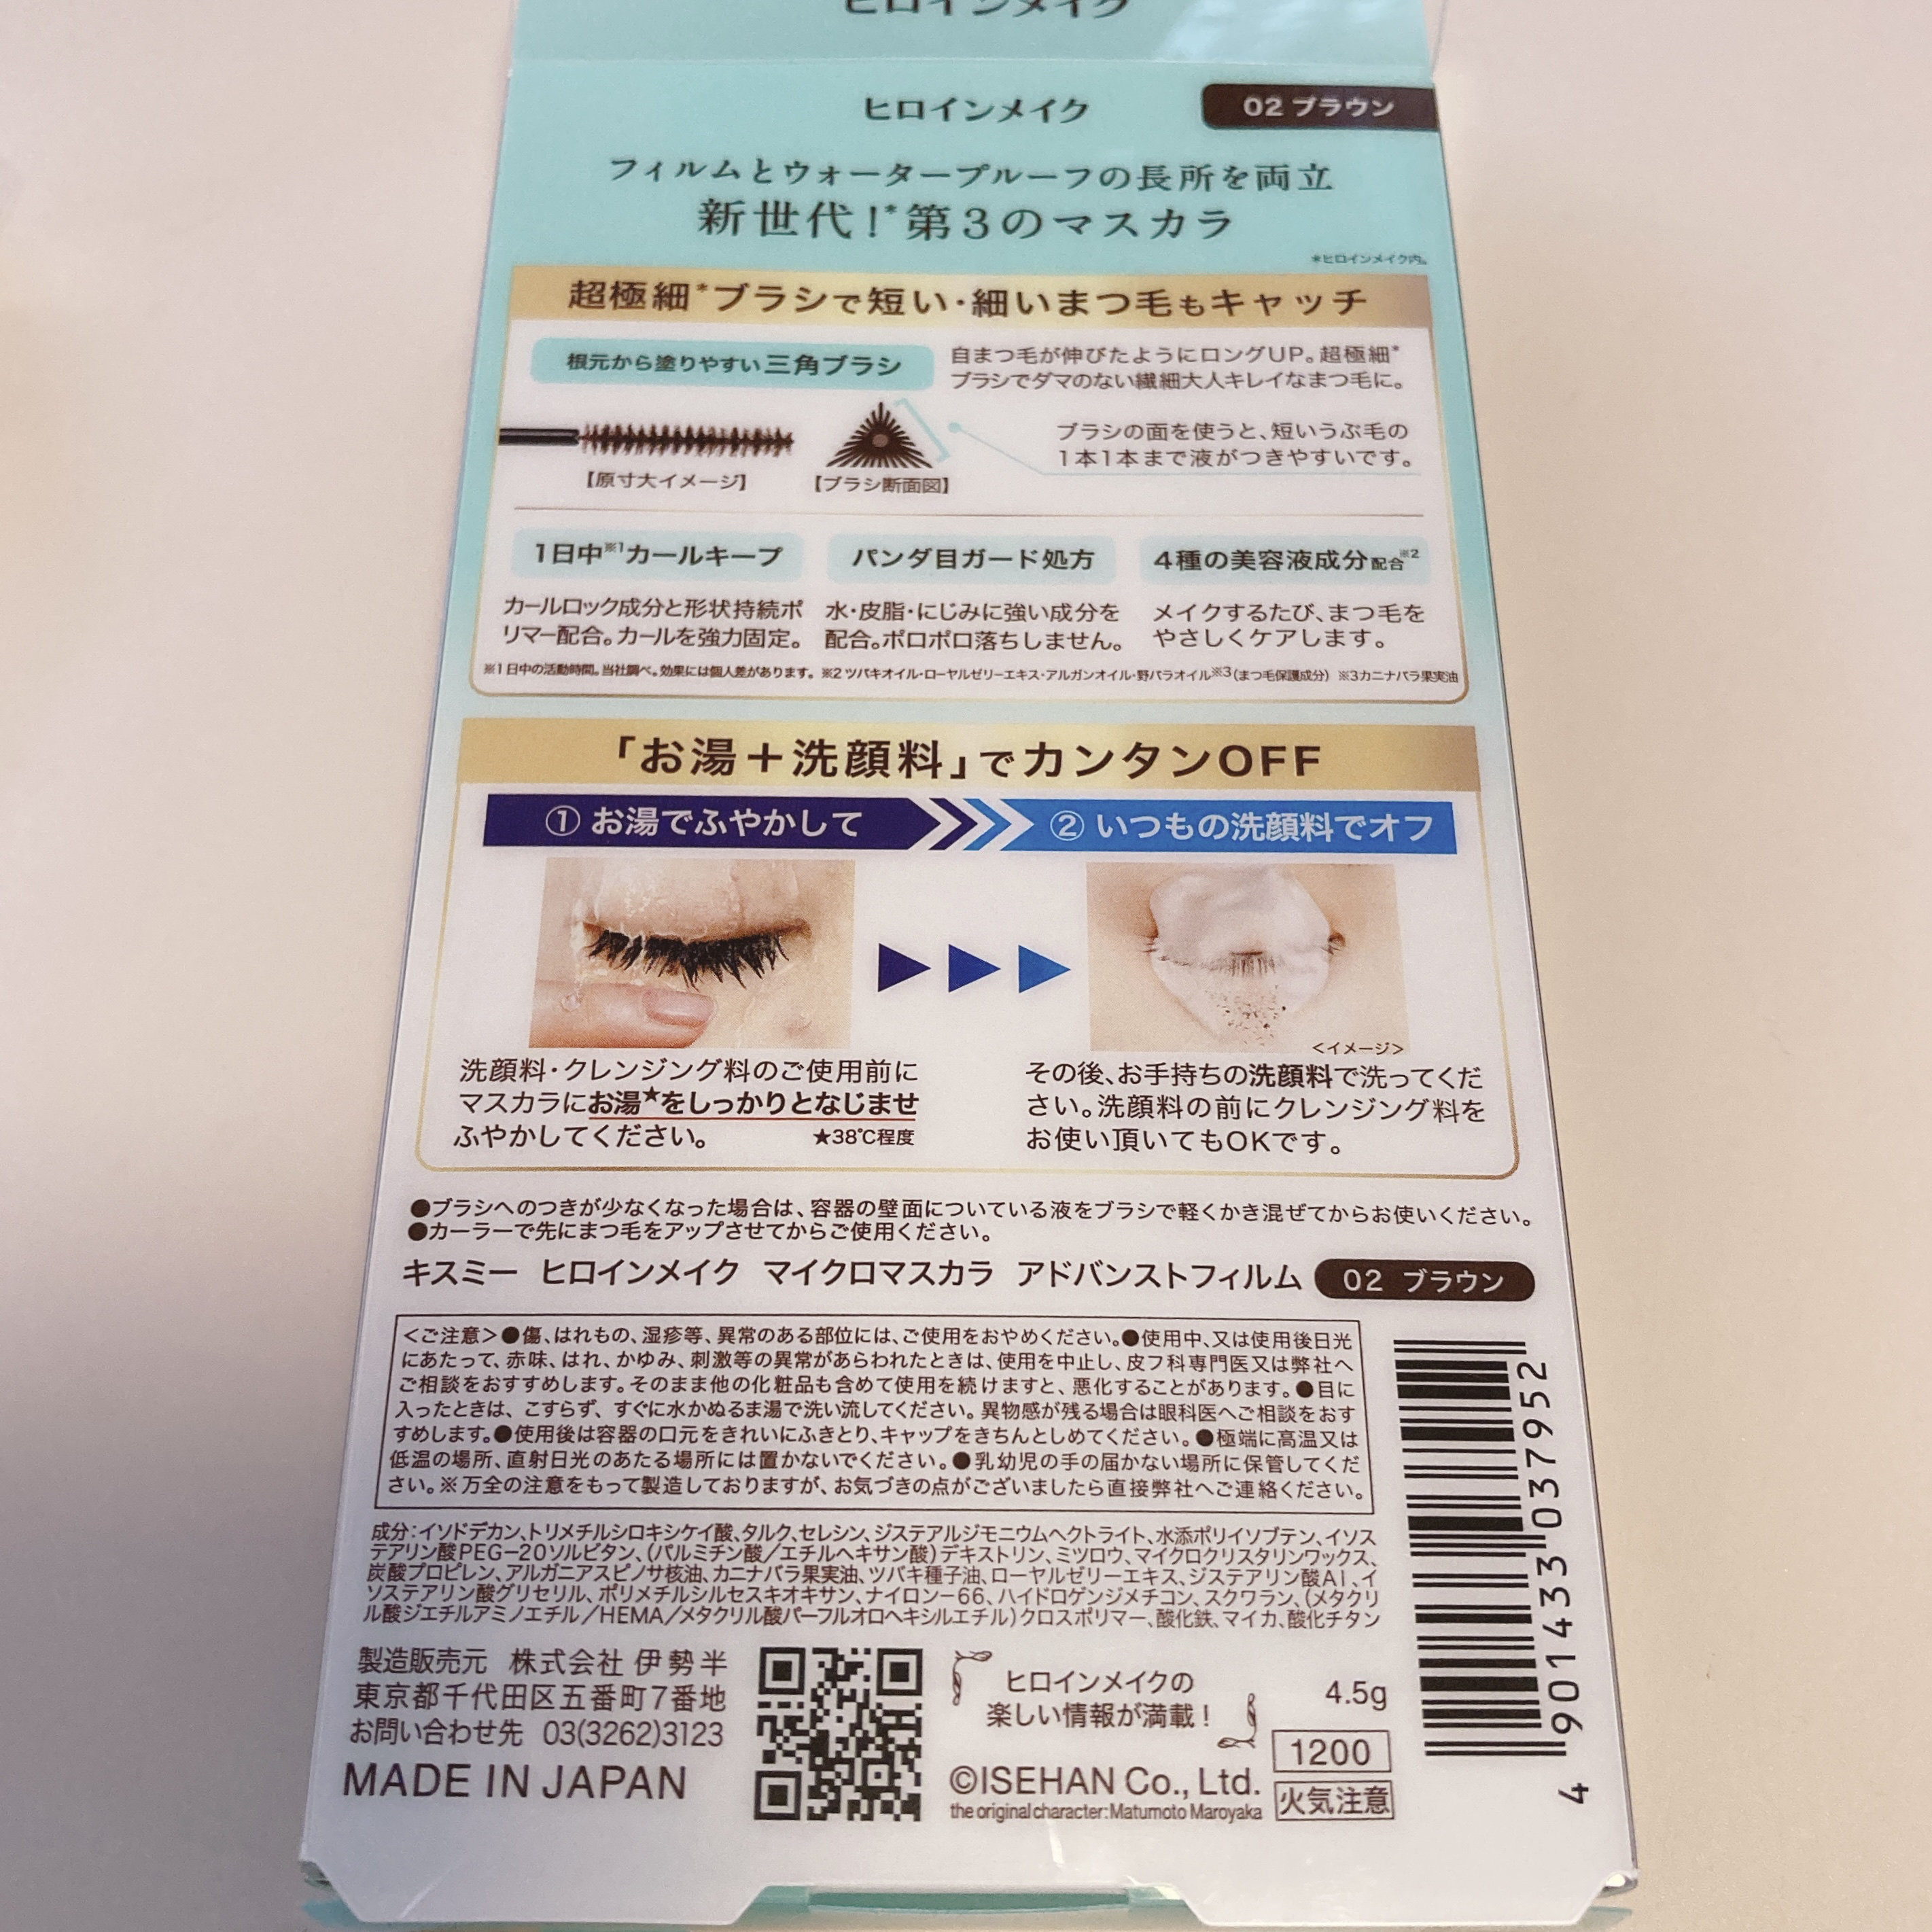 ヒロインメイク
ヒロインメイク
02 ブラウン
フィルムとウォータープルーフの長所を両立
新世代!*第3のマスカラ
*ヒロインメイク内。
超極細*ブラシで短い・細いまつ毛もキャッチ
根元から塗りやすい三角ブラシ
自まつ毛が伸びたようにロングUP。超極細*
ブラシでダマのない繊細大人キレイなまつ毛に。
ブラシの面を使うと、短いうぶ毛の
1本1本まで液がつきやすいです。
【原寸大イメージ】
【ブラシ断面図】
1日中※1カールキープ
カールロック成分と形状持続ポ
リマー配合。カールを強力固定。
パンダ目ガード処方
水・皮脂・にじみに強い成分を
配合。ポロポロ落ちしません。
4種の美容液成分配合※2
メイクするたび、まつ毛を
やさしくケアします。
※1日中の活動時間。当社調べ。効果には個人差があります。 ※2ツバキオイル・ローヤルゼリーエキス・アルガンオイル・野バラオイル※3(まつ毛保護成分) ※3カニナバラ果実油
「お湯+洗顔料」でカンタンOFF
① お湯でふやかして
② いつもの洗顔料でオフ
<イメージ>
洗顔料・クレンジング料のご使用前に
マスカラにお湯★をしっかりとなじませ
ふやかしてください。 ★38℃程度
その後、お手持ちの洗顔料で洗ってくだ
さい。洗顔料の前にクレンジング料を
お使い頂いてもOKです。
●ブラシへのつきが少なくなった場合は、容器の壁面についている液をブラシで軽くかき混ぜてからお使いください。
●カーラーで先にまつ毛をアップさせてからご使用ください。
キスミー ヒロインメイク マイクロマスカラ アドバンストフィルム 02 ブラウン
<ご注意>●傷、はれもの、湿疹等、異常のある部位には、ご使用をおやめください。●使用中、又は使用後日光
にあたって、赤味、はれ、かゆみ、刺激等の異常があらわれたときは、使用を中止し、皮フ科専門医又は弊社へ
ご相談をおすすめします。そのまま他の化粧品も含めて使用を続けますと、悪化することがあります。●目に
入ったときは、こすらず、すぐに水かぬるま湯で洗い流してください。異物感が残る場合は眼科医へご相談をおす
すめします。●使用後は容器の口元をきれいにふきとり、キャップをきちんとしめてください。●極端に高温又は
低温の場所、直射日光のあたる場所には置かないでください。●乳幼児の手の届かない場所に保管してくだ
さい。※万全の注意をもって製造しておりますが、お気づきの点がございましたら直接弊社へご連絡ください。
成分:イソドデカン、トリメチルシロキシケイ酸、タルク、セレシン、ジステアルジモニウムヘクトライト、水添ポリイソブテン、イソス
テアリン酸PEG-20ソルビタン、(パルミチン酸/エチルヘキサン酸)デキストリン、ミツロウ、マイクロクリスタリンワックス、
炭酸プロピレン、アルガニアスピノサ核油、カニナバラ果実油、ツバキ種子油、ローヤルゼリーエキス、ジステアリン酸Al、イ
ソステアリン酸グリセリル、ポリメチルシルセスキオキサン、ナイロン-66、ハイドロゲンジメチコン、スクワラン、(メタクリ
ル酸ジエチルアミノエチル/HEMA/メタクリル酸パーフルオロヘキシルエチル)クロスポリマー、酸化鉄、マイカ、酸化チタン
製造販売元 株式会社 伊勢半
東京都千代田区五番町7番地
お問い合わせ先 03(3262)3123
MADE IN JAPAN
ヒロインメイクの
楽しい情報が満載!
©ISEHAN Co., Ltd.
the original character: Matumoto Maroyaka
4.5g
1200
火気注意
4 901433 037952